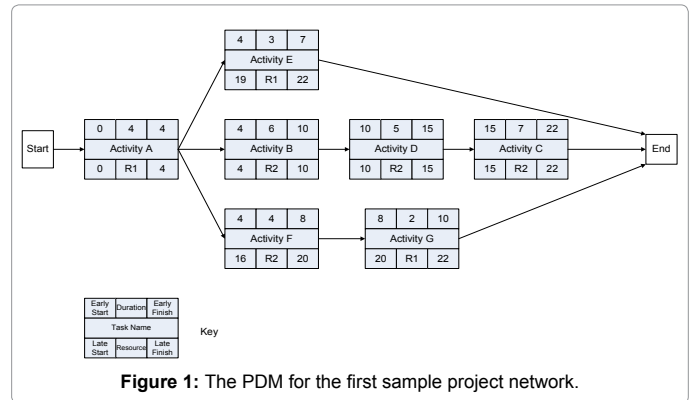 4 3 7
Activity E
19 R1 22
Start
0 4 4
Activity A
0 R1 4
4 6 10
Activity B
4 R2 10
10 5 15
Activity D
10 R2 15
15 7 22
Activity C
15 R2 22
End
4 4 8
Activity F
16 R2 20
8 2 10
Activity G
20 R1 22
Early Start Duration Early Finish
Task Name
Late Start Resource Late Finish
Key
Figure 1: The PDM for the first sample project network.